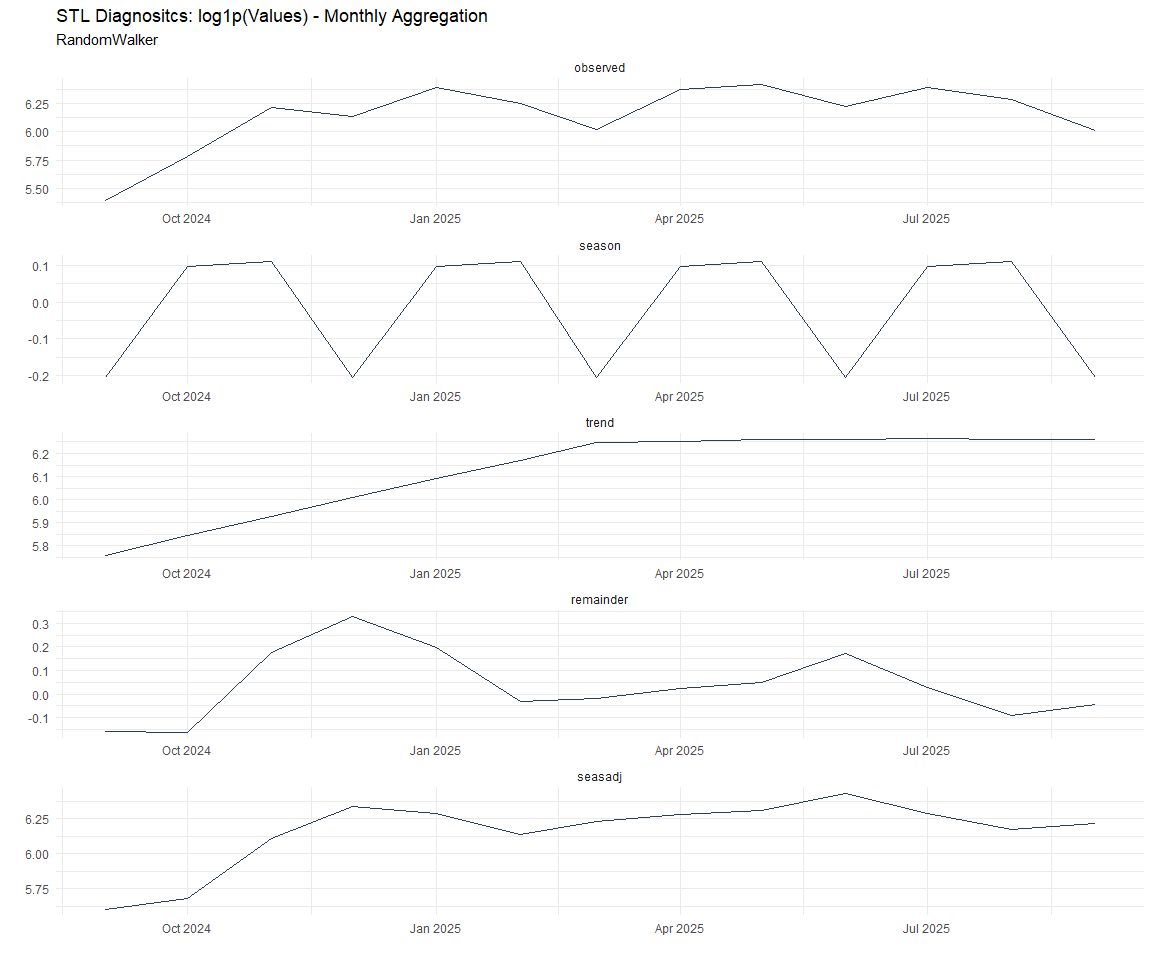 STL Diagnositcs: log1p(Values) - Monthly Aggregation
RandomWalker
observed
6.25
6.00
5.75
5.50
Oct 2024 Jan 2025 Apr 2025 Jul 2025
season
0.1
0.0
-0.1
-0.2
Oct 2024 Jan 2025 Apr 2025 Jul 2025
trend
6.2
6.1
6.0
5.9
5.8
Oct 2024 Jan 2025 Apr 2025 Jul 2025
remainder
0.3
0.2
0.1
0.0
-0.1
Oct 2024 Jan 2025 Apr 2025 Jul 2025
seasadj
6.25
6.00
5.75
Oct 2024 Jan 2025 Apr 2025 Jul 2025